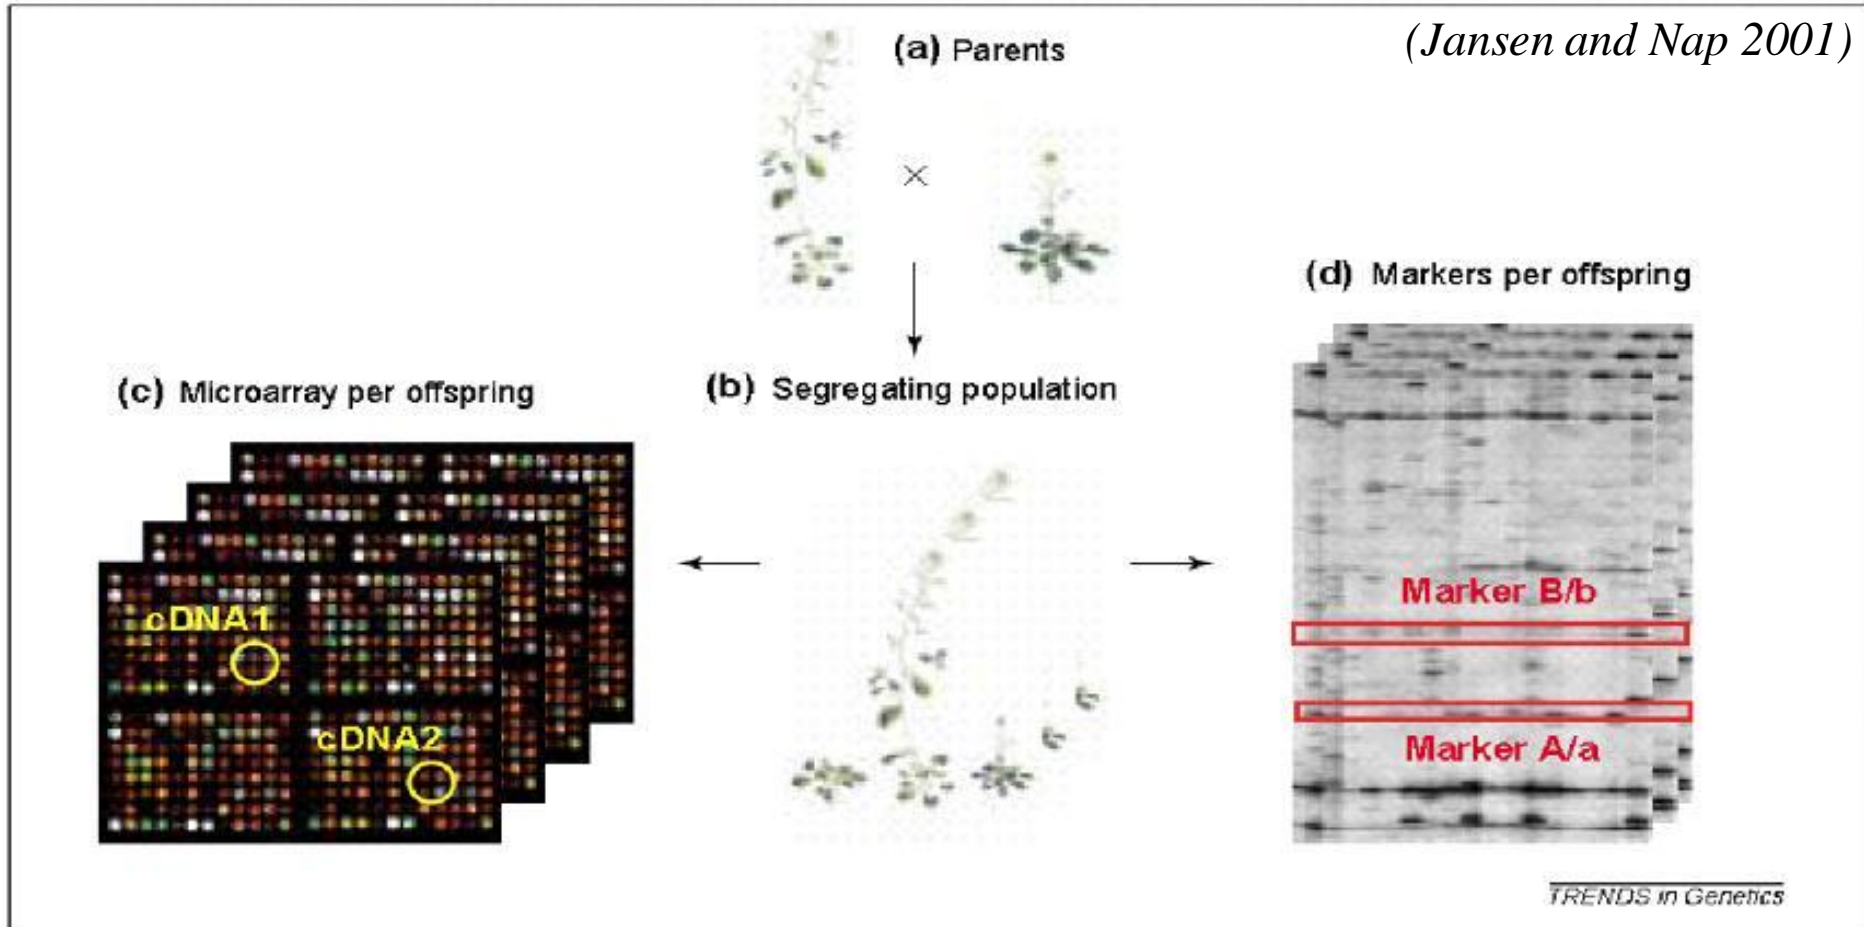 (Jansen and Nap 2001)
(a) Parents
×
(d) Markers per offspring
(c) Microarray per offspring
(b) Segregating population
cDNA1
cDNA2
Marker B/b
Marker A/a
TRENDS in Genetics